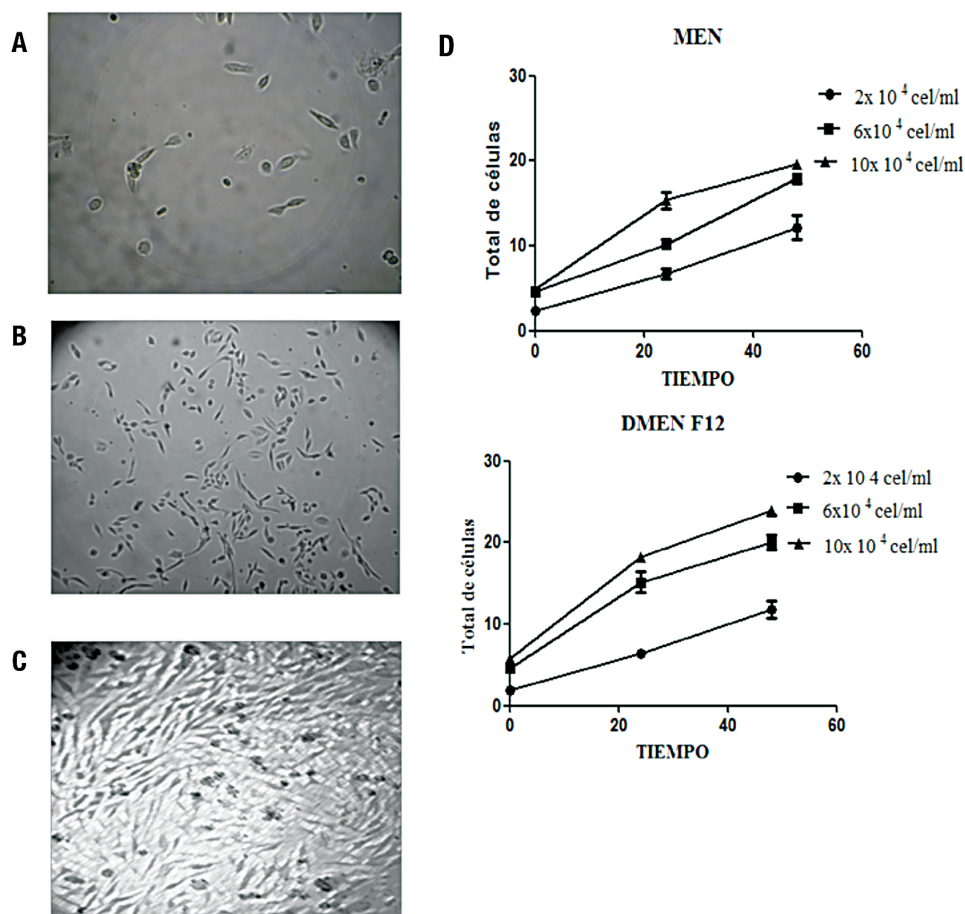 A
B
C
D
MEN
30
20
10
0
Total de células
0
20
40
60
TIEMPO
2x 10 4 cel/ml
6x10 4 cel/ml
10x 10 4 cel/ml
DMEN F12
30
20
10
0
Total de células
0
20
40
60
TIEMPO
2x 10 4 cel/ml
6x10 4 cel/ml
10x 10 4 cel/ml